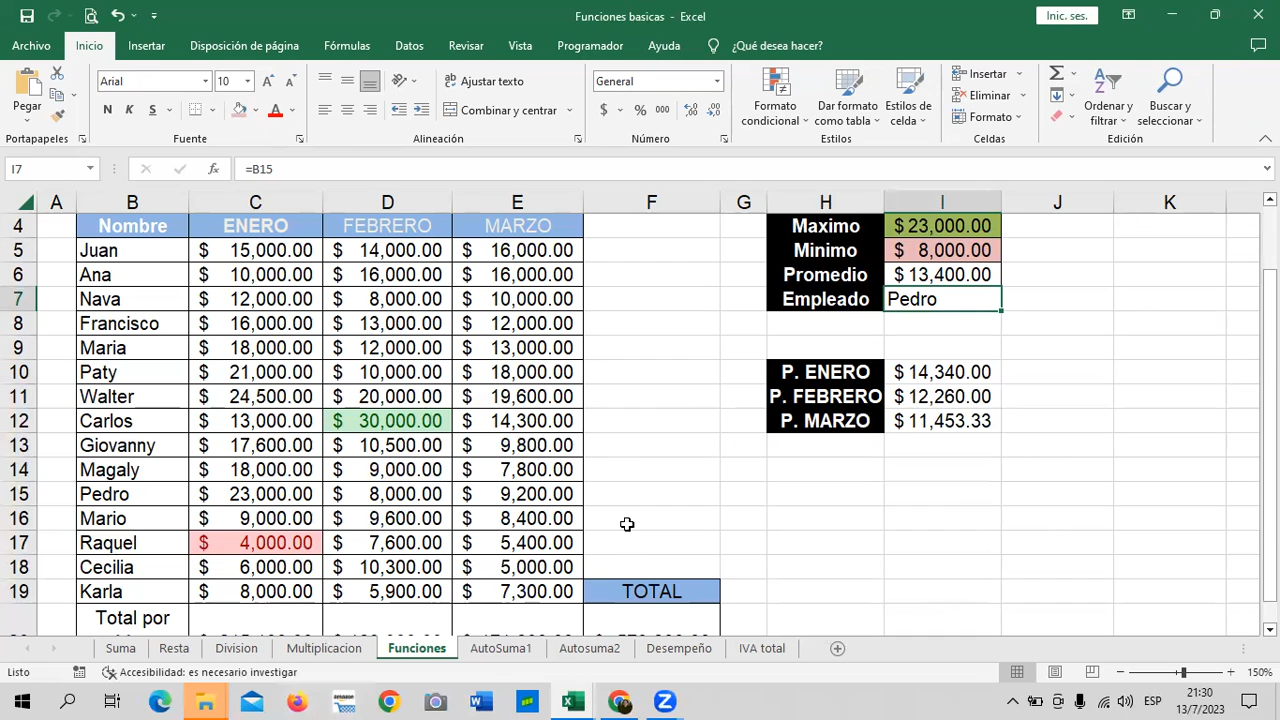 Funciones basicas - Excel
Inic. ses.
Archivo Inicio Insertar Disposición de página Fórmulas Datos Revisar Vista Programador Ayuda ¿Qué desea hacer?
Pegar
Arial 10
Ajustar texto
General
Formato condicional
Dar formato como tabla
Estilos de celda
Insertar
Eliminar
Formato
Ordenar y filtrar
Buscar y seleccionar
N K S
Combinar y centrar
$ % 000
Portapapeles Fuente Alineación Número Estilos Celdas Edición
I7 fx =B15
A B C D E F G H I J K
4 Nombre ENERO FEBRERO MARZO Maximo $ 23,000.00
5 Juan $ 15,000.00 $ 14,000.00 $ 16,000.00 Minimo $ 8,000.00
6 Ana $ 10,000.00 $ 16,000.00 $ 16,000.00 Promedio $ 13,400.00
7 Nava $ 12,000.00 $ 8,000.00 $ 10,000.00 Empleado Pedro
8 Francisco $ 16,000.00 $ 13,000.00 $ 12,000.00
9 Maria $ 18,000.00 $ 12,000.00 $ 13,000.00
10 Paty $ 21,000.00 $ 10,000.00 $ 18,000.00 P. ENERO $ 14,340.00
11 Walter $ 24,500.00 $ 20,000.00 $ 19,600.00 P. FEBRERO $ 12,260.00
12 Carlos $ 13,000.00 $ 30,000.00 $ 14,300.00 P. MARZO $ 11,453.33
13 Giovanny $ 17,600.00 $ 10,500.00 $ 9,800.00
14 Magaly $ 18,000.00 $ 9,000.00 $ 7,800.00
15 Pedro $ 23,000.00 $ 8,000.00 $ 9,200.00
16 Mario $ 9,000.00 $ 9,600.00 $ 8,400.00
17 Raquel $ 4,000.00 $ 7,600.00 $ 5,400.00
18 Cecilia $ 6,000.00 $ 10,300.00 $ 5,000.00
19 Karla $ 8,000.00 $ 5,900.00 $ 7,300.00 TOTAL
Total por
Suma Resta Division Multiplicacion Funciones AutoSuma1 Autosuma2 Desempeño IVA total
Listo Accesibilidad: es necesario investigar 150%
ESP 21:30
13/7/2023